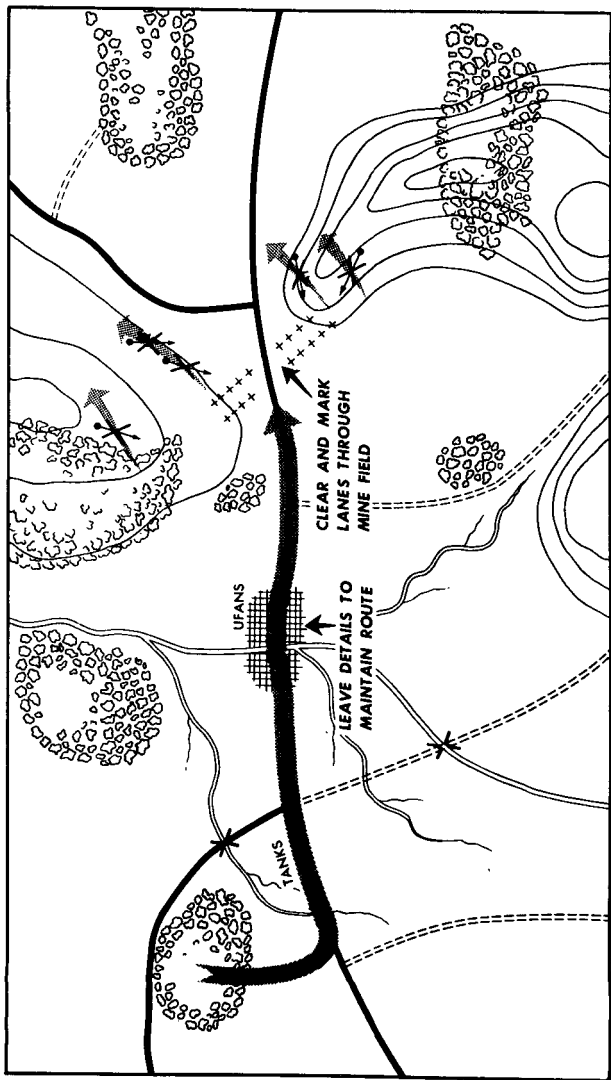 TANKS
UFANS
LEAVE DETAILS TO
MAINTAIN ROUTE
CLEAR AND MARK
LANES THROUGH
MINE FIELD